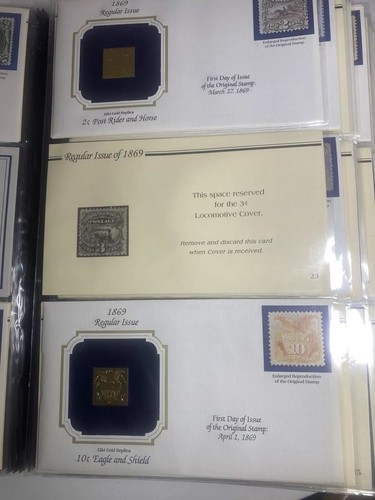 1869
Regular Issue
First Day of Issue
of the Original Stamp:
March 27, 1869
Enlarged Reproduction
of the Original Stamp
22kt Gold Replica
2¢ Post Rider and Horse
Regular Issue of 1869
This space reserved
for the 3¢
Locomotive Cover.
Remove and discard this card
when Cover is received.
POSTAGE
3
23
1869
Regular Issue
10
Enlarged Reproduction
of the Original Stamp
First Day of Issue
of the Original Stamp:
April 1, 1869
22kt Gold Replica
10¢ Eagle and Shield